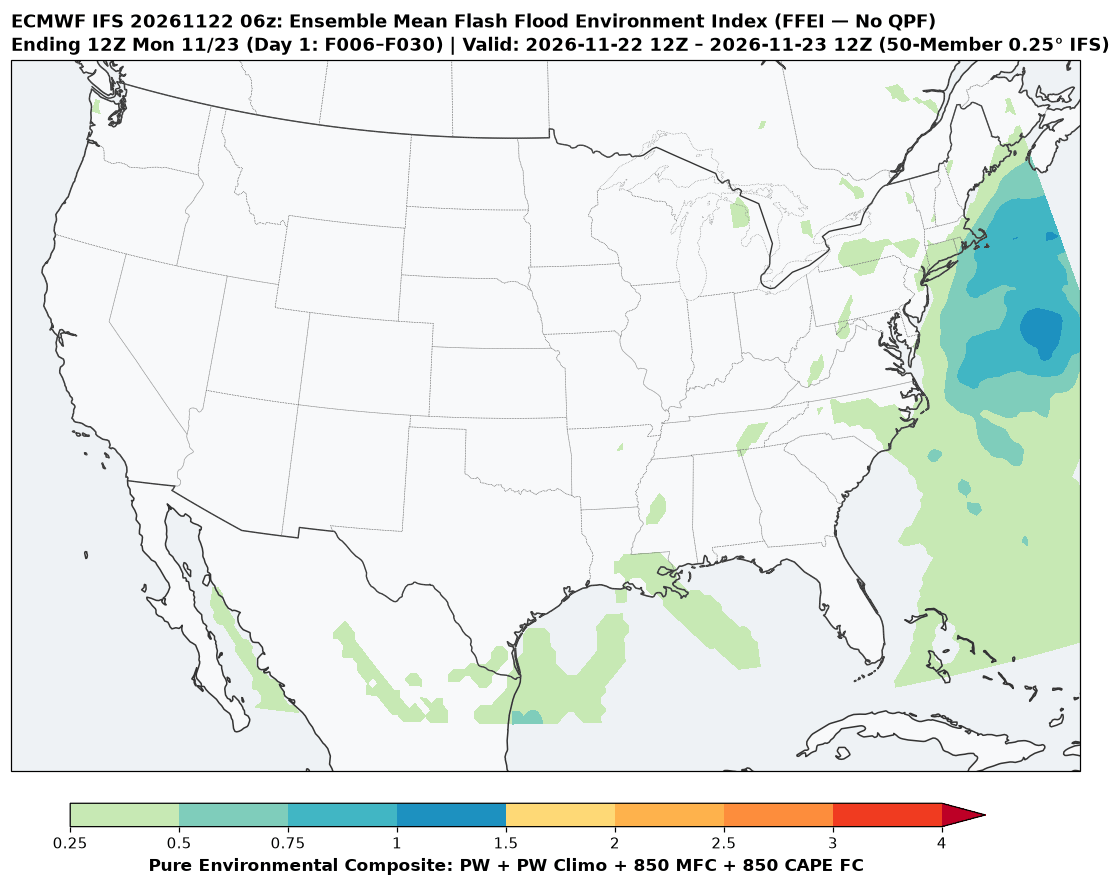 ECMWF IFS 20261122 06z: Ensemble Mean Flash Flood Environment Index (FFEI — No QPF)
Ending 12Z Mon 11/23 (Day 1: F006–F030) | Valid: 2026-11-22 12Z – 2026-11-23 12Z (50-Member 0.25° IFS)
0.25 0.5 0.75 1 1.5 2 2.5 3 4
Pure Environmental Composite: PW + PW Climo + 850 MFC + 850 CAPE FC